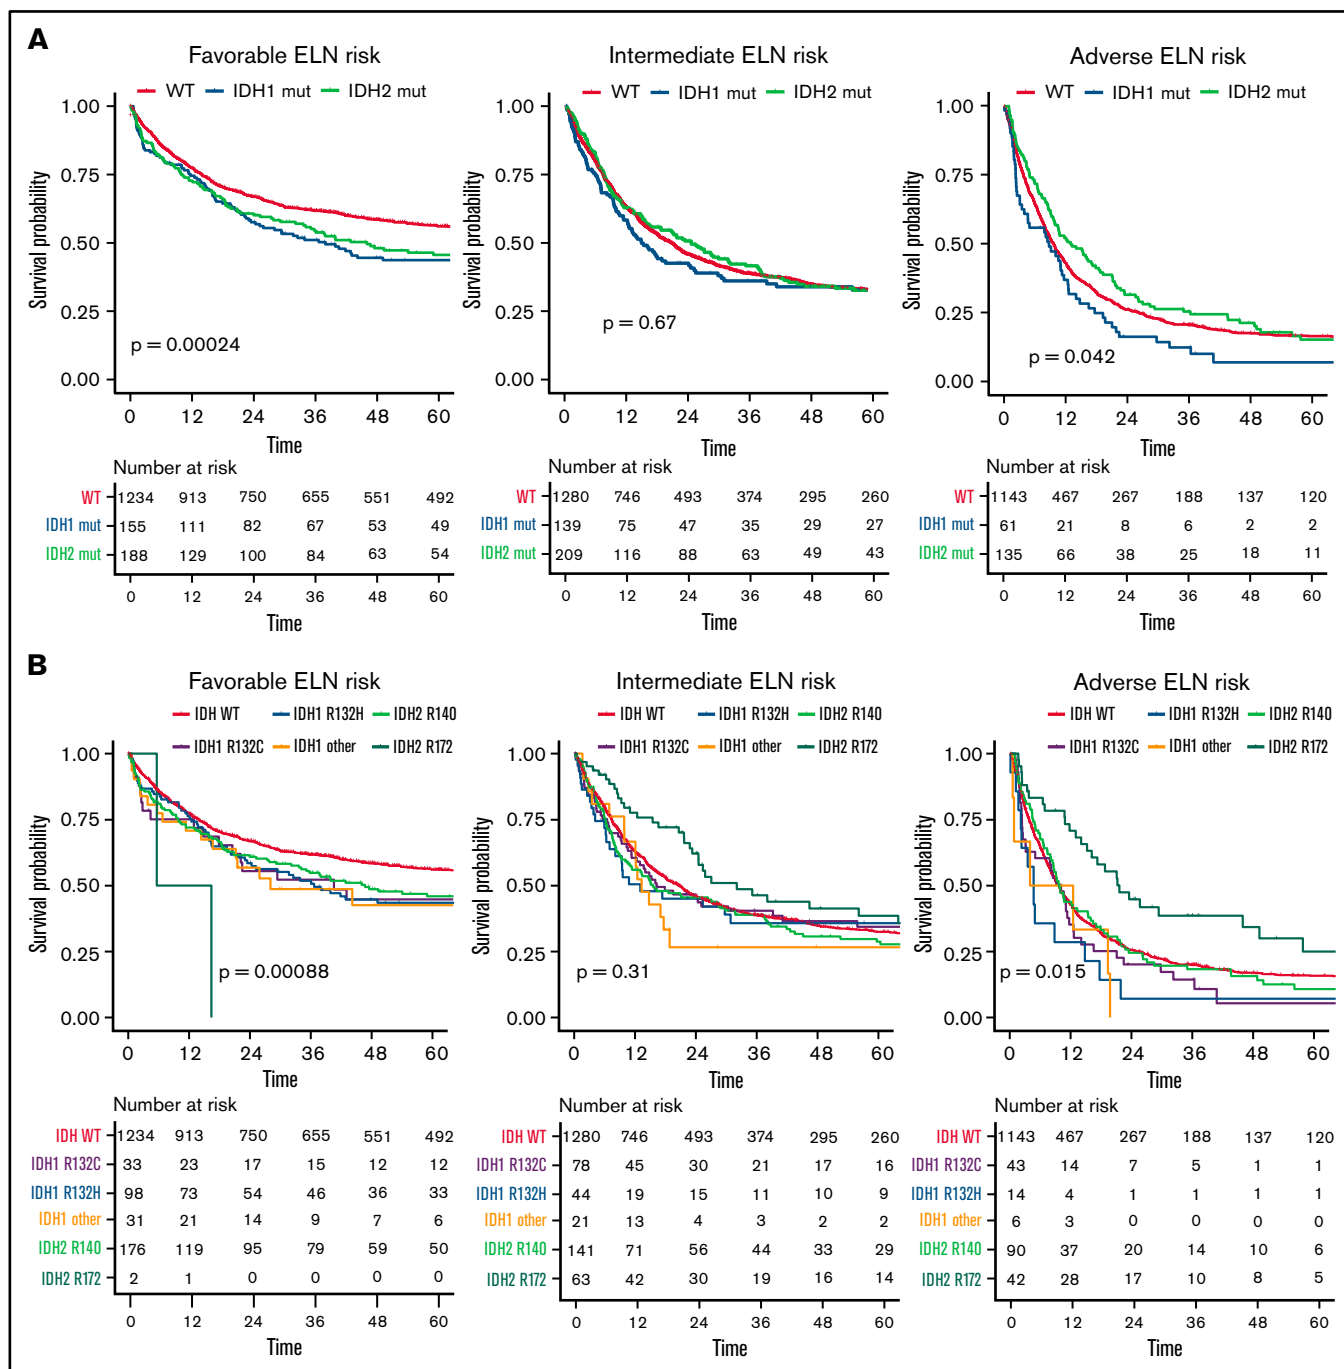 A
Favorable ELN risk
WT IDH1 mut IDH2 mut
1.00
0.75
0.50
0.25
0.00
Survival probability
p = 0.00024
0 12 24 36 48 60
Time
Number at risk
WT 1234 913 750 655 551 492
IDH1 mut 155 111 82 67 53 49
IDH2 mut 188 129 100 84 63 54
0 12 24 36 48 60
Time
Intermediate ELN risk
WT IDH1 mut IDH2 mut
1.00
0.75
0.50
0.25
0.00
Survival probability
p = 0.67
0 12 24 36 48 60
Time
Number at risk
WT 1280 746 493 374 295 260
IDH1 mut 139 75 47 35 29 27
IDH2 mut 209 116 88 63 49 43
0 12 24 36 48 60
Time
Adverse ELN risk
WT IDH1 mut IDH2 mut
1.00
0.75
0.50
0.25
0.00
Survival probability
p = 0.042
0 12 24 36 48 60
Time
Number at risk
WT 1143 467 267 188 137 120
IDH1 mut 61 21 8 6 2 2
IDH2 mut 135 66 38 25 18 11
0 12 24 36 48 60
Time
B
Favorable ELN risk
IDH WT IDH1 R132H IDH2 R140
IDH1 R132C IDH1 other IDH2 R172
1.00
0.75
0.50
0.25
0.00
Survival probability
p = 0.00088
0 12 24 36 48 60
Time
Number at risk
IDH WT 1234 913 750 655 551 492
IDH1 R132C 33 23 17 15 12 12
IDH1 R132H 98 73 54 46 36 33
IDH1 other 31 21 14 9 7 6
IDH2 R140 176 119 95 79 59 50
IDH2 R172 2 1 0 0 0 0
0 12 24 36 48 60
Time
Intermediate ELN risk
IDH WT IDH1 R132H IDH2 R140
IDH1 R132C IDH1 other IDH2 R172
1.00
0.75
0.50
0.25
0.00
Survival probability
p = 0.31
0 12 24 36 48 60
Time
Number at risk
IDH WT 1280 746 493 374 295 260
IDH1 R132C 78 45 30 21 17 16
IDH1 R132H 44 19 15 11 10 9
IDH1 other 21 13 4 3 2 2
IDH2 R140 141 71 56 44 33 29
IDH2 R172 63 42 30 19 16 14
0 12 24 36 48 60
Time
Adverse ELN risk
IDH WT IDH1 R132H IDH2 R140
IDH1 R132C IDH1 other IDH2 R172
1.00
0.75
0.50
0.25
0.00
Survival probability
p = 0.015
0 12 24 36 48 60
Time
Number at risk
IDH WT 1143 467 267 188 137 120
IDH1 R132C 43 14 7 5 1 1
IDH1 R132H 14 4 1 1 1 1
IDH1 other 6 3 0 0 0 0
IDH2 R140 90 37 20 14 10 6
IDH2 R172 42 28 17 10 8 5
0 12 24 36 48 60
Time